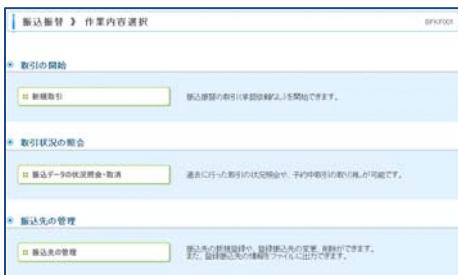 振込振替 》 作業内容選択
BFKF001
取引の開始
新規取引
振込振替の取引(承認依頼なし)を開始できます。
取引状況の照会
振込データの状況照会・取消
過去に行った取引の状況照会や、予約中取引の取り消しが可能です。
振込先の管理
振込先の管理
振込先の新規登録や、登録振込先の変更、削除ができます。
また、登録振込先の情報をファイルに出力できます。